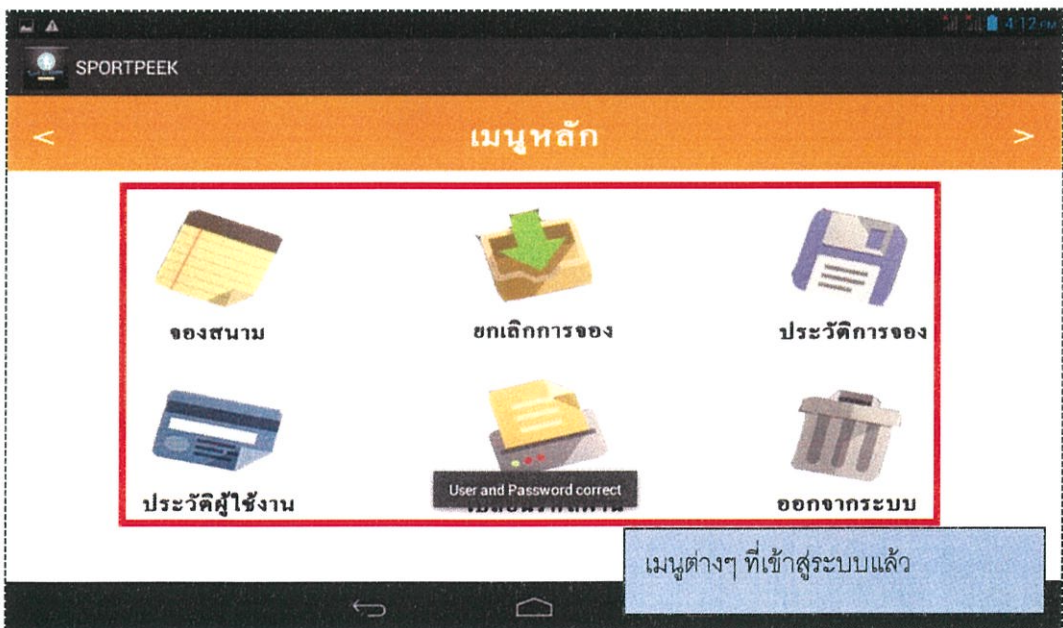 4:12 PM
SPORTPEEK
< เมนูหลัก >
จองสนาม ยกเลิกการจอง ประวัติการจอง
User and Password correct
ประวัติผู้ใช้งาน ออกจากระบบ
เมนูต่างๆ ที่เข้าสู่ระบบแล้ว